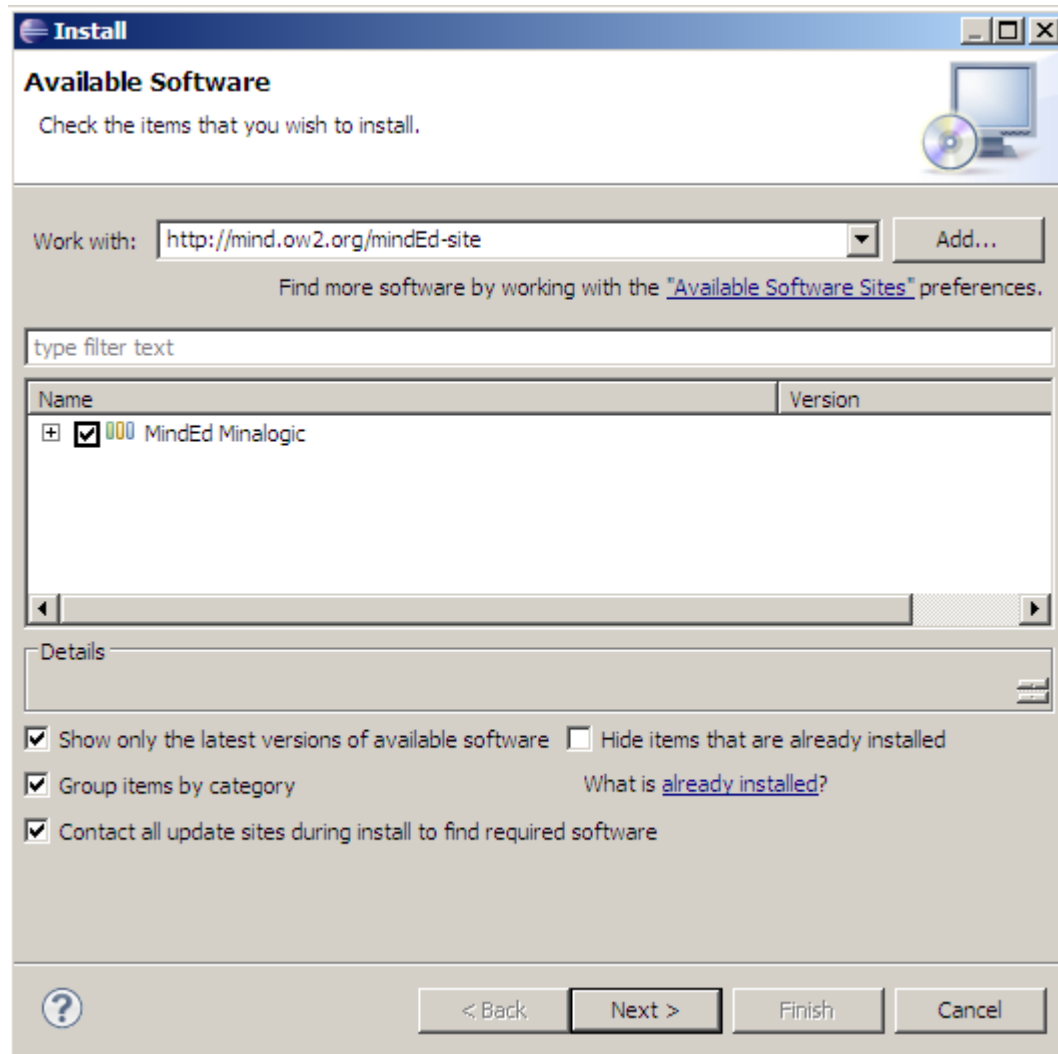 Install
Available Software
Check the items that you wish to install.
Work with: http://mind.ow2.org/mindEd-site Add...
Find more software by working with the "Available Software Sites" preferences.
type filter text
Name Version
MindEd Minalogic
Details
Show only the latest versions of available software Hide items that are already installed
Group items by category What is already installed?
Contact all update sites during install to find required software
? < Back Next > Finish Cancel